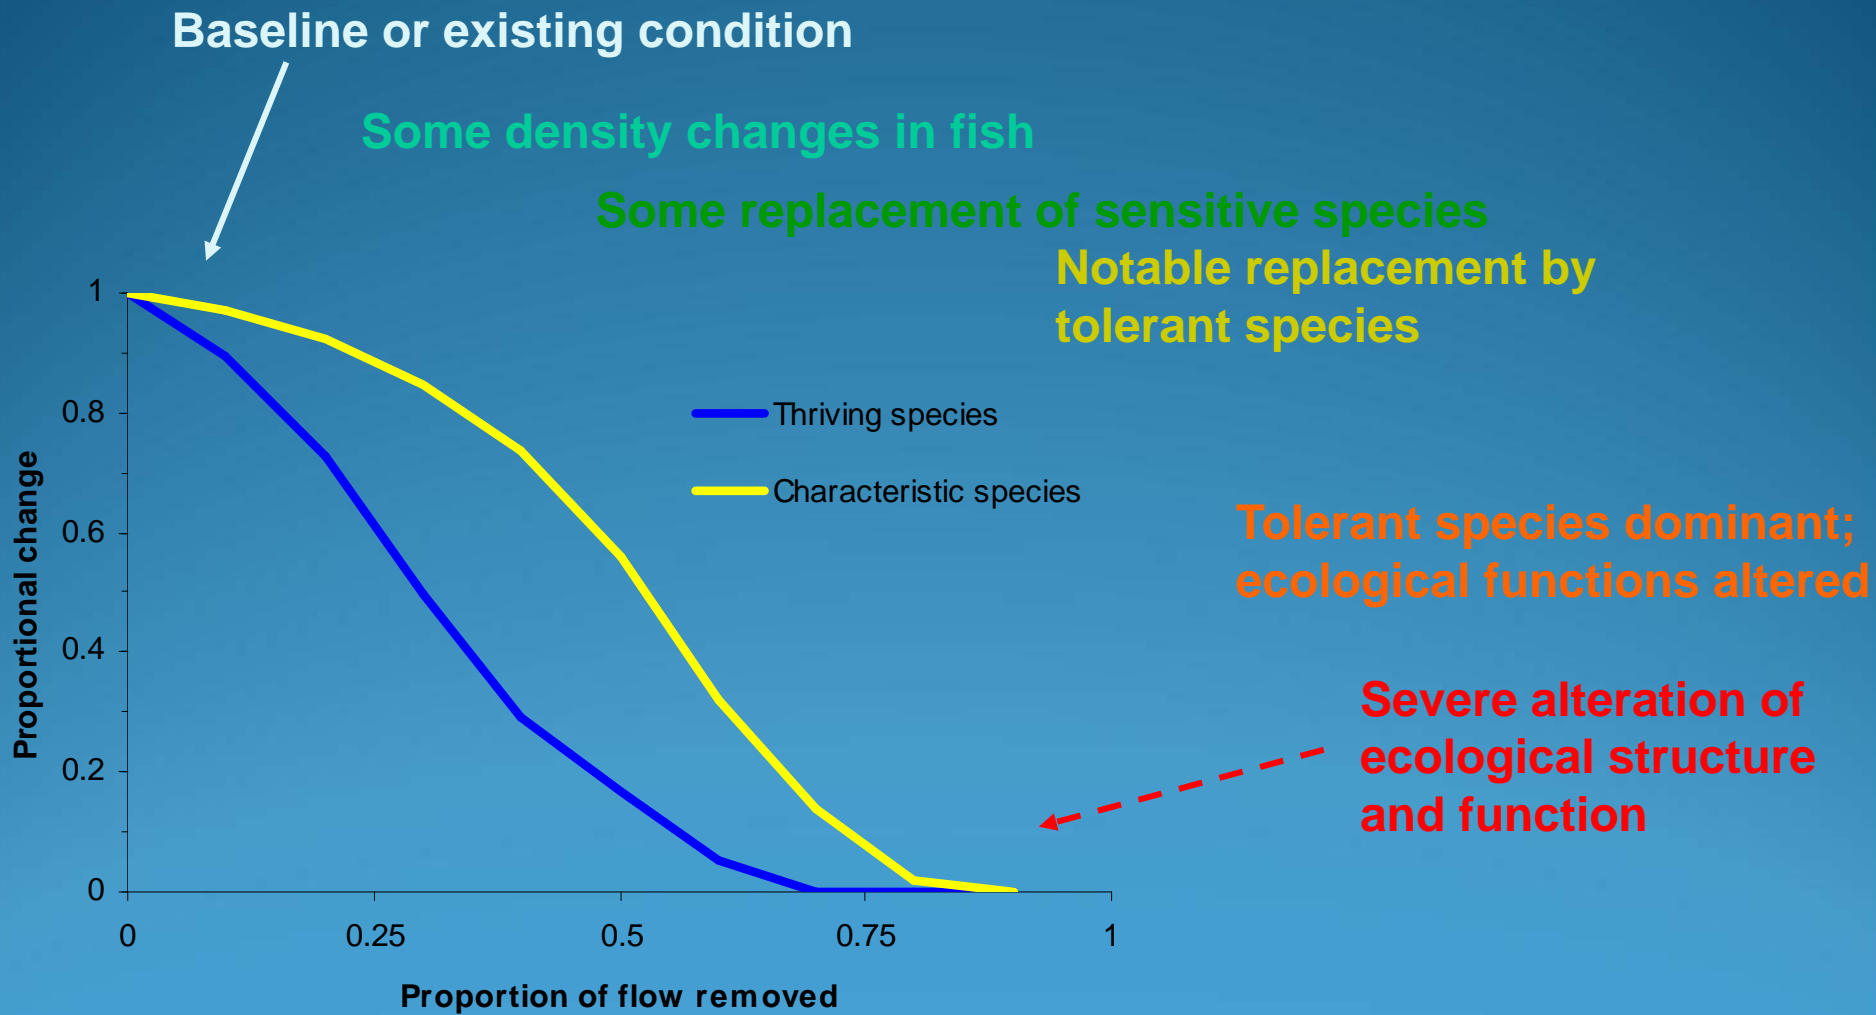 Baseline or existing condition
Some density changes in fish
Some replacement of sensitive species
Notable replacement by
tolerant species
1
0.8
0.6
0.4
0.2
0
Proportional change
Thriving species
Characteristic species
Tolerant species dominant;
ecological functions altered
Severe alteration of
ecological structure
and function
0 0.25 0.5 0.75 1
Proportion of flow removed